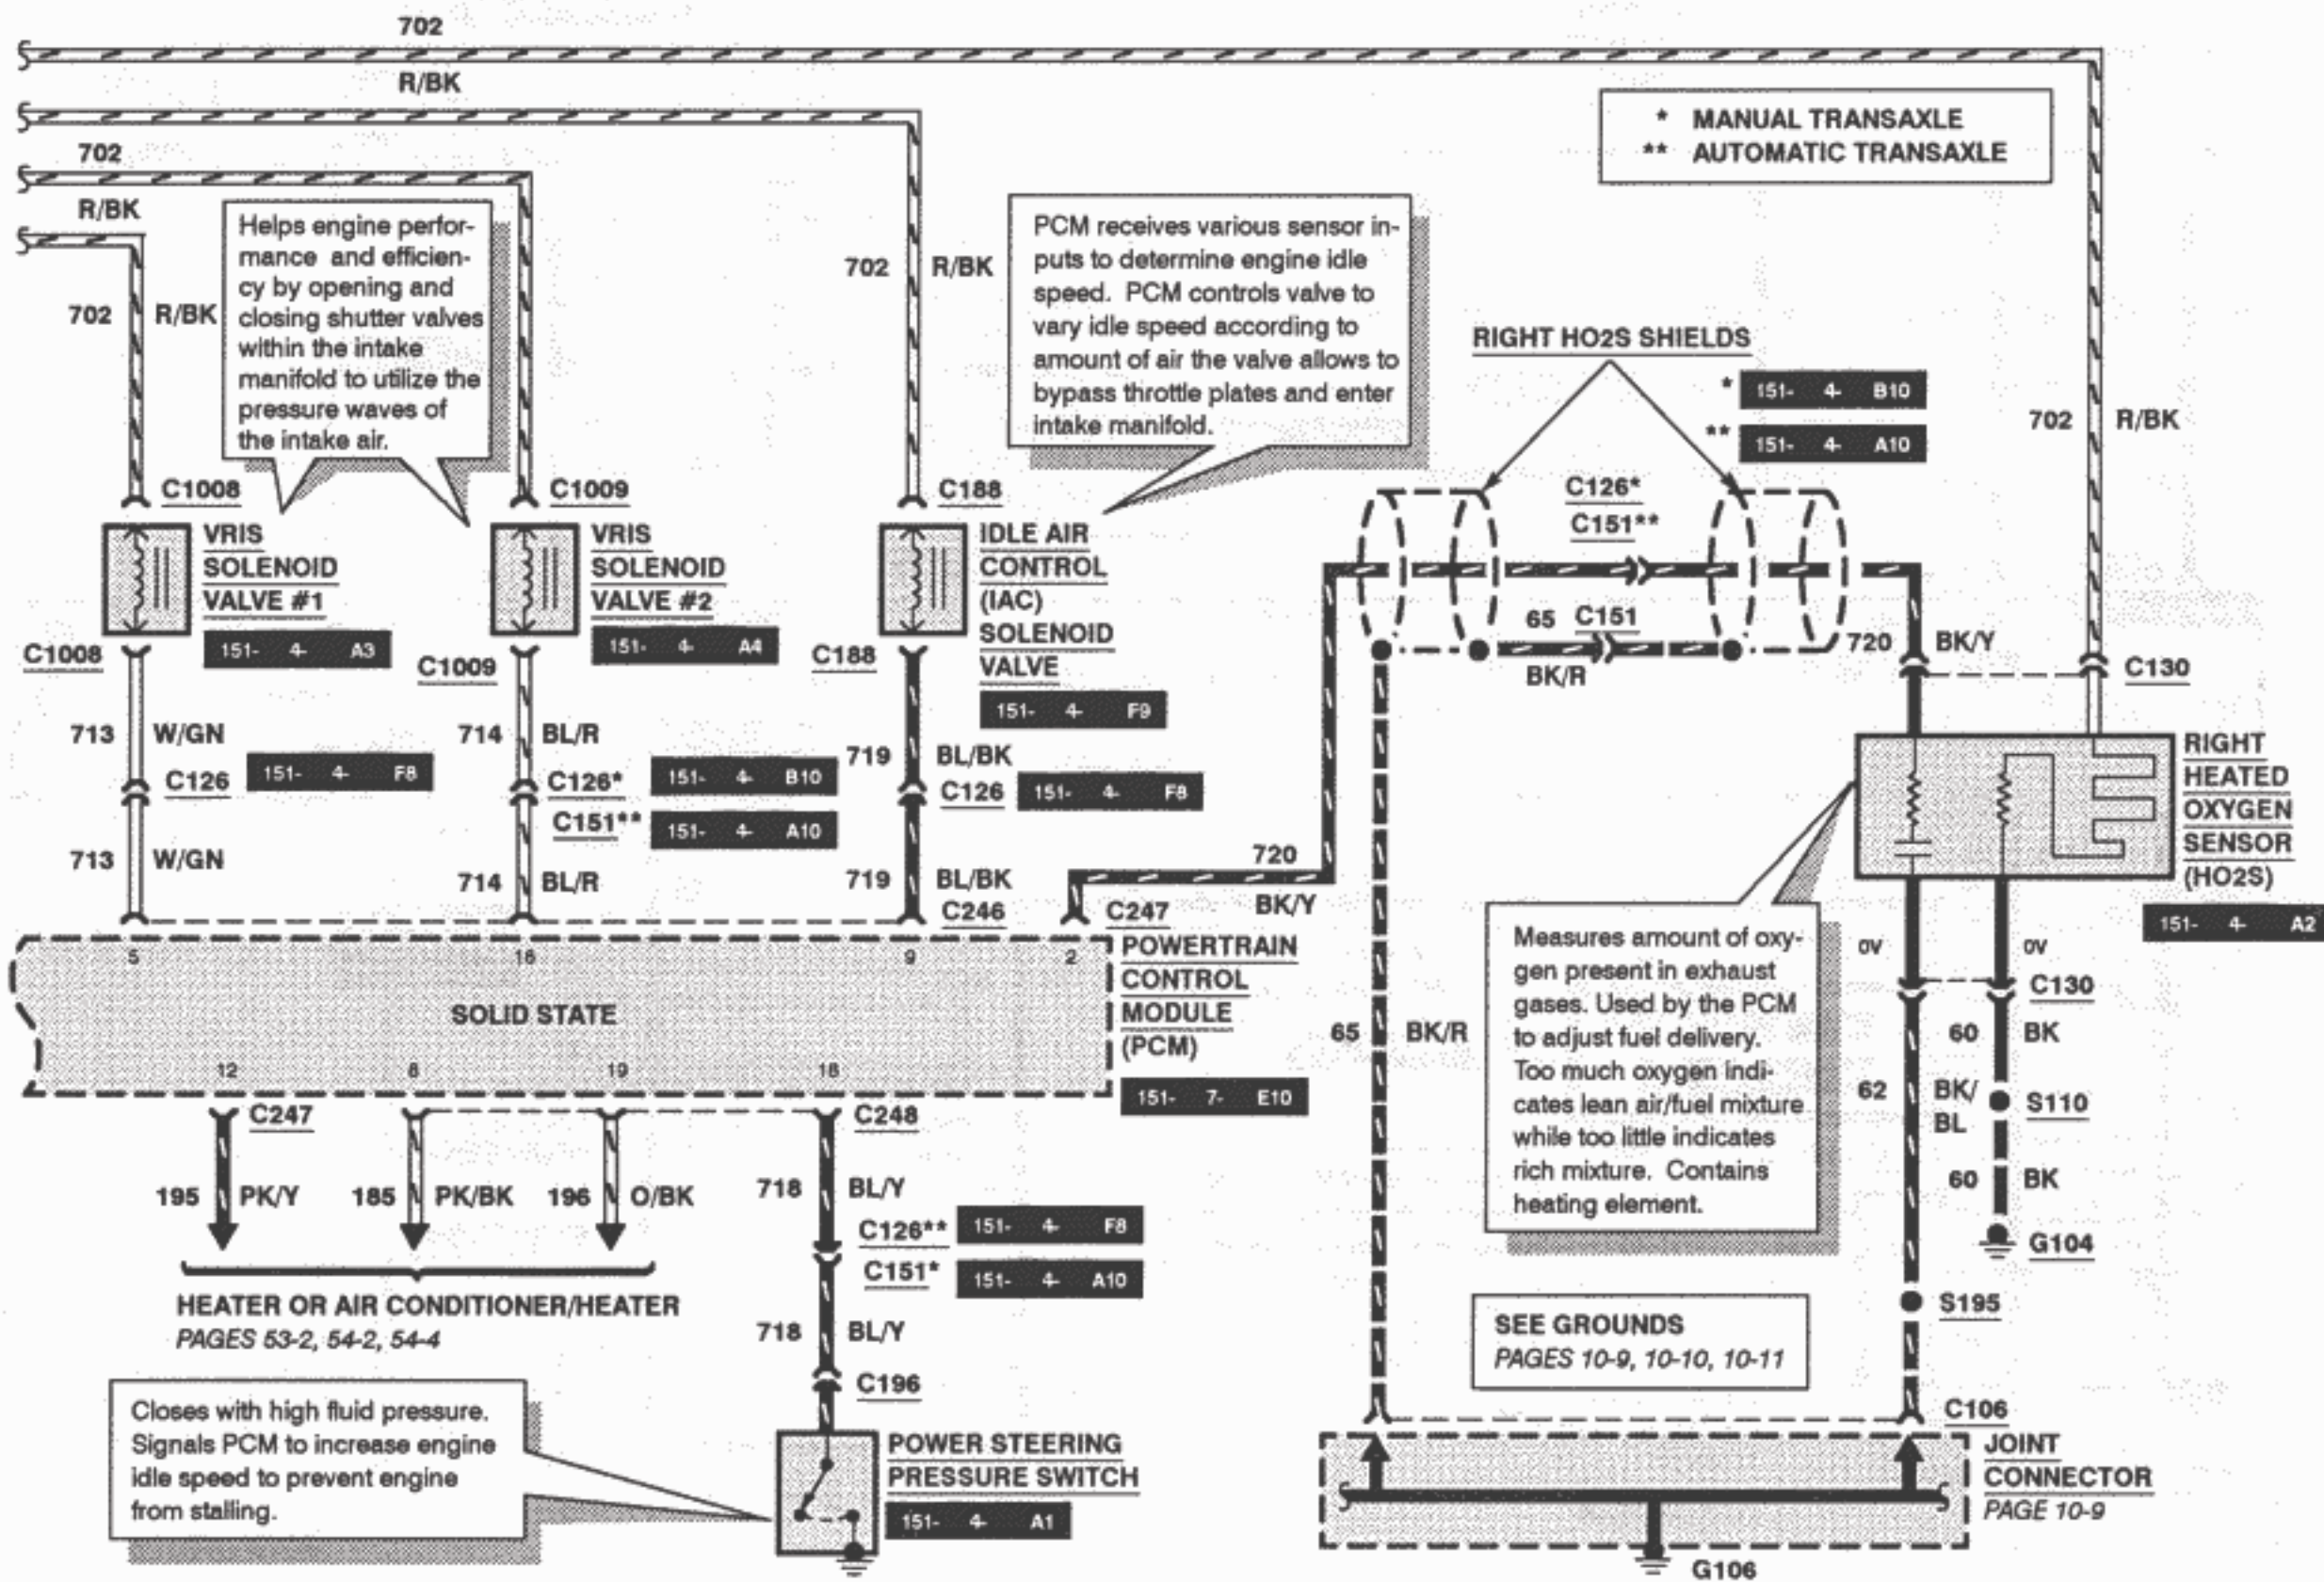 702
R/BK
702
R/BK
* MANUAL TRANSAXLE
** AUTOMATIC TRANSAXLE
Helps engine perfor-
mance and efficien-
cy by opening and
closing shutter valves
within the intake
manifold to utilize the
pressure waves of
the intake air.
PCM receives various sensor in-
puts to determine engine idle
speed. PCM controls valve to
vary idle speed according to
amount of air the valve allows to
bypass throttle plates and enter
intake manifold.
702 R/BK
702 R/BK
702 R/BK
RIGHT HO2S SHIELDS
* 151- 4- B10
** 151- 4- A10
C1008
VRIS
SOLENOID
VALVE #1
151- 4- A3
C1008
C1009
VRIS
SOLENOID
VALVE #2
151- 4- A4
C1009
C188
IDLE AIR
CONTROL
(IAC)
SOLENOID
VALVE
151- 4- F9
C188
C126*
C151**
65 C151
BK/R
720 BK/Y
C130
713 W/GN
C126 151- 4- F8
713 W/GN
714 BL/R
C126* 151- 4- B10
C151** 151- 4- A10
714 BL/R
719 BL/BK
C126 151- 4- F8
719 BL/BK
C246
720
BK/Y
C247
RIGHT
HEATED
OXYGEN
SENSOR
(HO2S)
151- 4- A2
5 16 9 2
SOLID STATE
12 8 19 18
POWERTRAIN
CONTROL
MODULE
(PCM)
151- 7- E10
Measures amount of oxy-
gen present in exhaust
gases. Used by the PCM
to adjust fuel delivery.
Too much oxygen indi-
cates lean air/fuel mixture
while too little indicates
rich mixture. Contains
heating element.
0V 0V
C130
65 BK/R
60 BK
62 BK/
BL
S110
60 BK
G104
S195
C247
C248
195 PK/Y
185 PK/BK
196 O/BK
718 BL/Y
C126** 151- 4- F8
C151* 151- 4- A10
718 BL/Y
C196
HEATER OR AIR CONDITIONER/HEATER
PAGES 53-2, 54-2, 54-4
SEE GROUNDS
PAGES 10-9, 10-10, 10-11
Closes with high fluid pressure.
Signals PCM to increase engine
idle speed to prevent engine
from stalling.
POWER STEERING
PRESSURE SWITCH
151- 4- A1
C106
JOINT
CONNECTOR
PAGE 10-9
G106